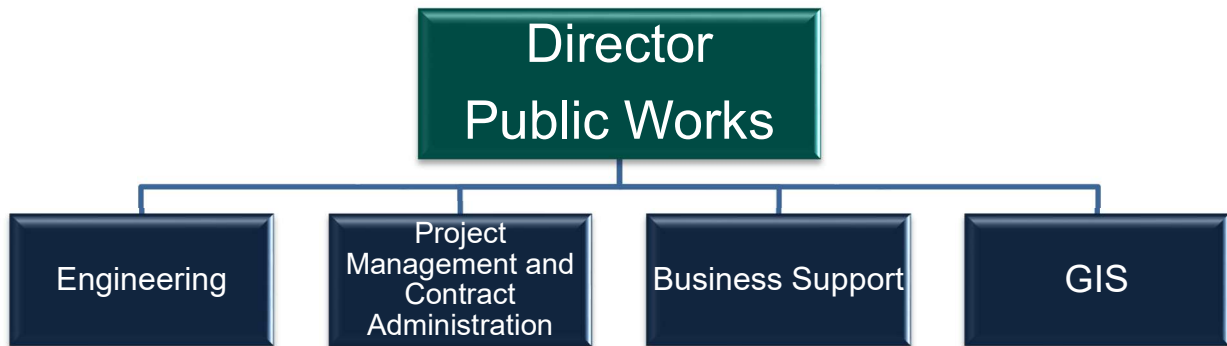 Director
Public Works
Engineering
Project
Management and
Contract
Administration
Business Support
GIS